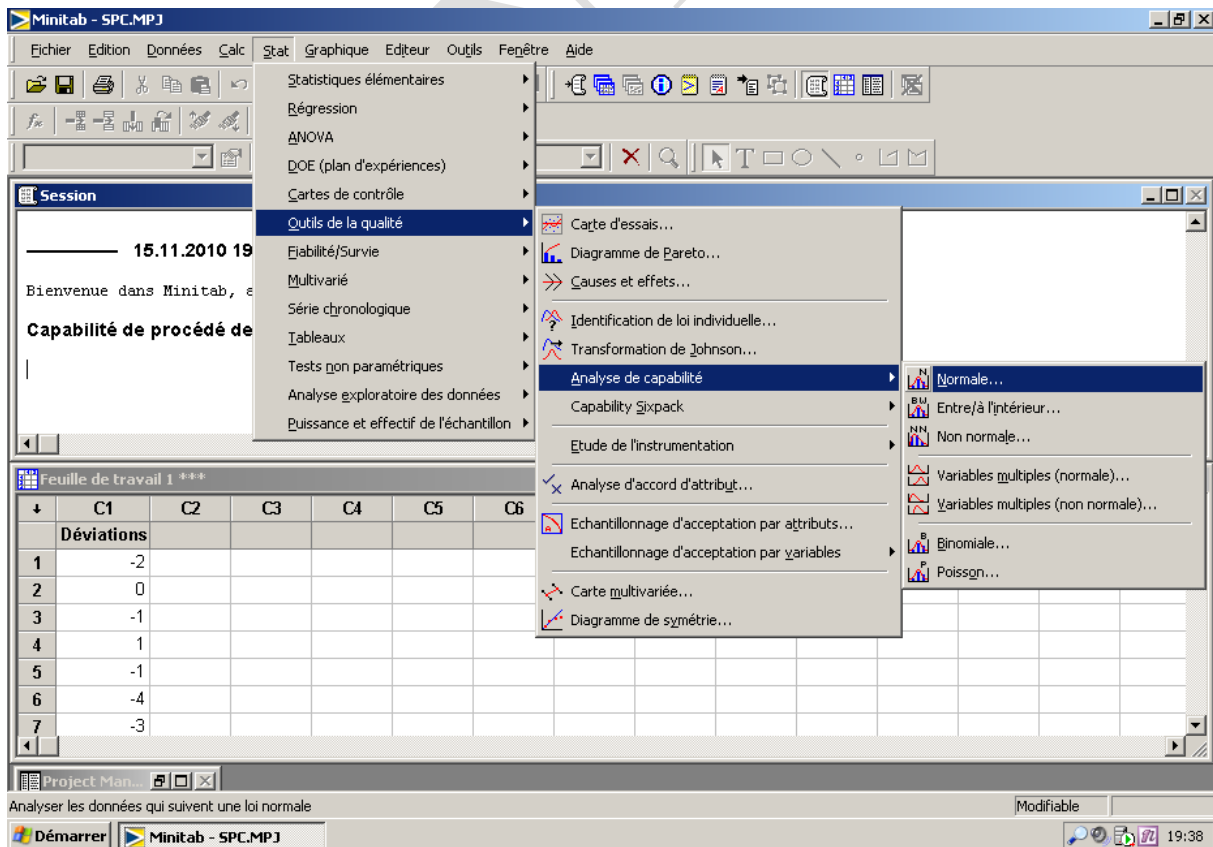 Minitab - SPC.MPJ
Fichier Edition Données Calc Stat Graphique Editeur Outils Fenêtre Aide
Statistiques élémentaires
Régression
ANOVA
DOE (plan d'expériences)
Cartes de contrôle
Outils de la qualité
Fiabilité/Survie
Multivarié
Série chronologique
Tableaux
Tests non paramétriques
Analyse exploratoire des données
Puissance et effectif de l'échantillon
Carte d'essais...
Diagramme de Pareto...
Causes et effets...
Identification de loi individuelle...
Transformation de Johnson...
Analyse de capabilité
Capability Sixpack
Etude de l'instrumentation
Analyse d'accord d'attribut...
Echantillonnage d'acceptation par attributs...
Echantillonnage d'acceptation par variables
Carte multivariée...
Diagramme de symétrie...
Normale...
Entre/à l'intérieur...
Non normale...
Variables multiples (normale)...
Variables multiples (non normale)...
Binomiale...
Poisson...
Session
15.11.2010 19
Bienvenue dans Minitab,
Capabilité de procédé de
Feuille de travail 1 ***
C1 C2 C3 C4 C5 C6
Déviations
1 -2
2 0
3 -1
4 1
5 -1
6 -4
7 -3
Project Man...
Analyser les données qui suivent une loi normale
Modifiable
Démarrer
Minitab - SPC.MPJ
19:38